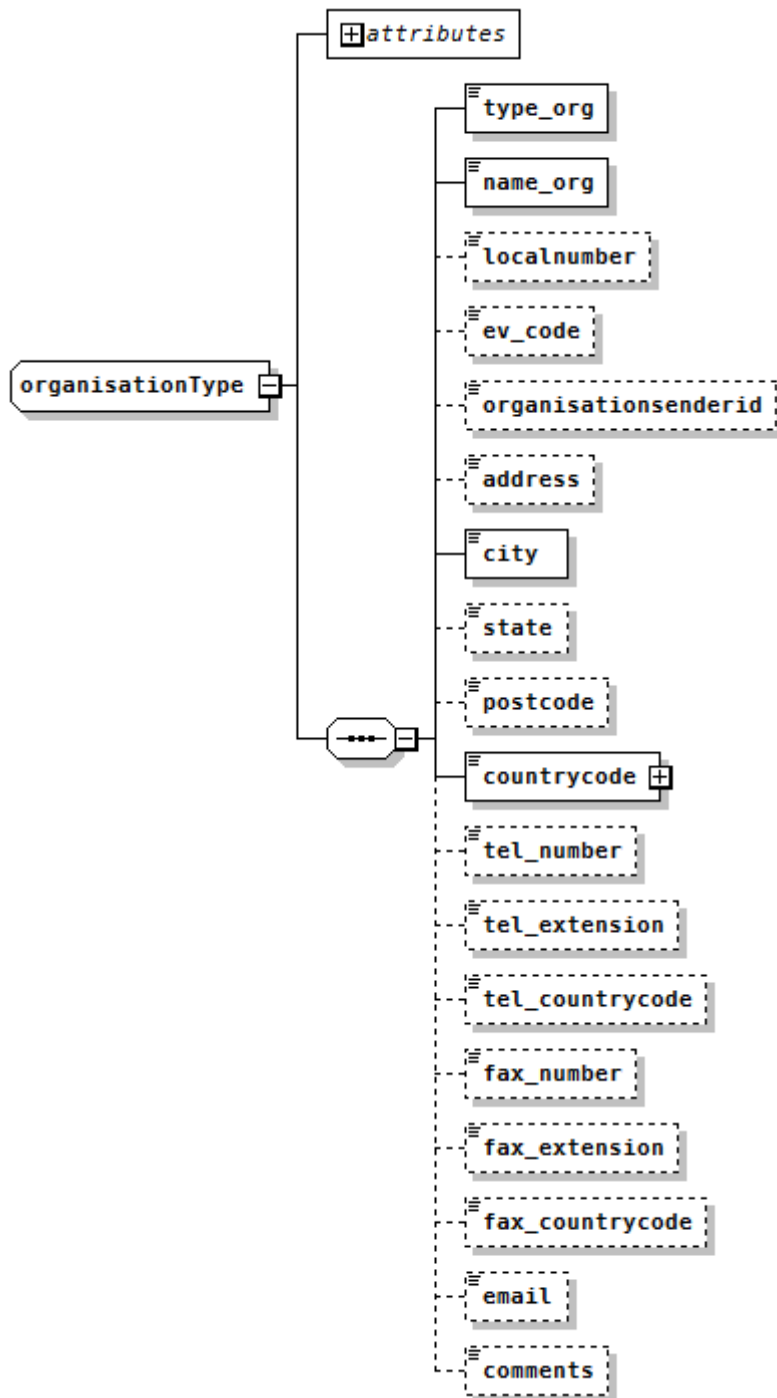 attributes
type_org
name_org
localnumber
ev_code
organisationType
organisationsenderid
address
city
state
postcode
countrycode
tel_number
tel_extension
tel_countrycode
fax_number
fax_extension
fax_countrycode
email
comments